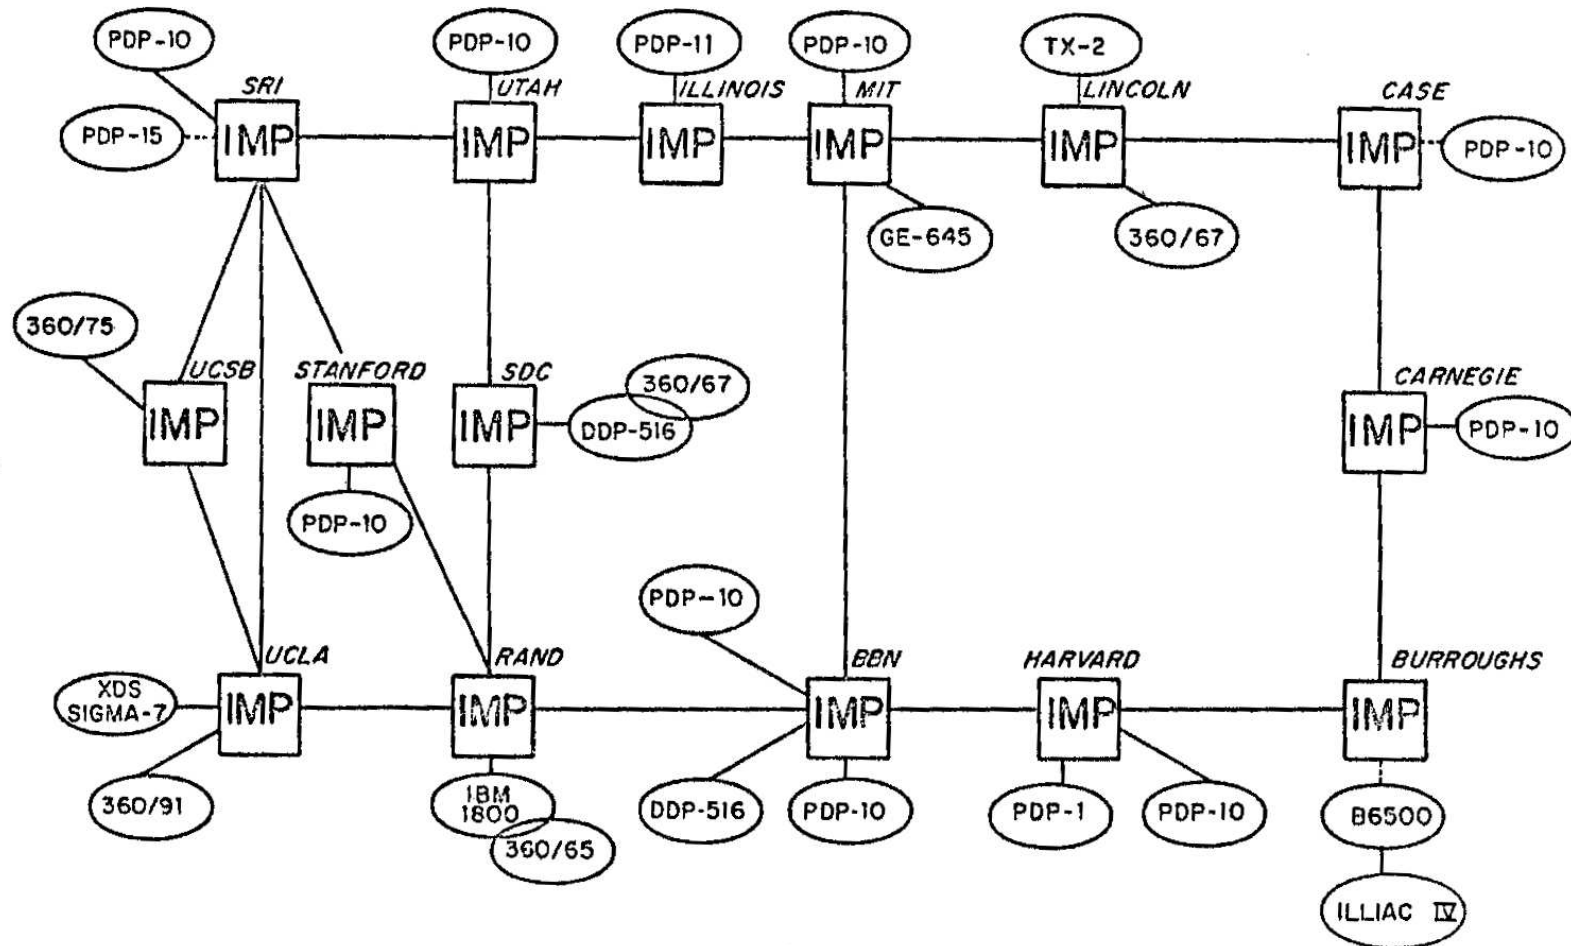 PDP-10
PDP-10
PDP-11
PDP-10
TX-2
SRI
UTAH
ILLINOIS
MIT
LINCOLN
CASE
PDP-15
IMP
IMP
IMP
IMP
IMP
IMP
PDP-10
GE-645
360/67
360/75
UCSB
STANFORD
SDC
360/67
CARNEGIE
IMP
IMP
IMP
DDP-516
IMP
PDP-10
PDP-10
PDP-10
UCLA
RAND
BBN
HARVARD
BURROUGHS
XDS
SIGMA-7
IMP
IMP
IMP
IMP
IMP
360/91
IBM
1800
360/65
DDP-516
PDP-10
PDP-1
PDP-10
B6500
ILLIAC IV